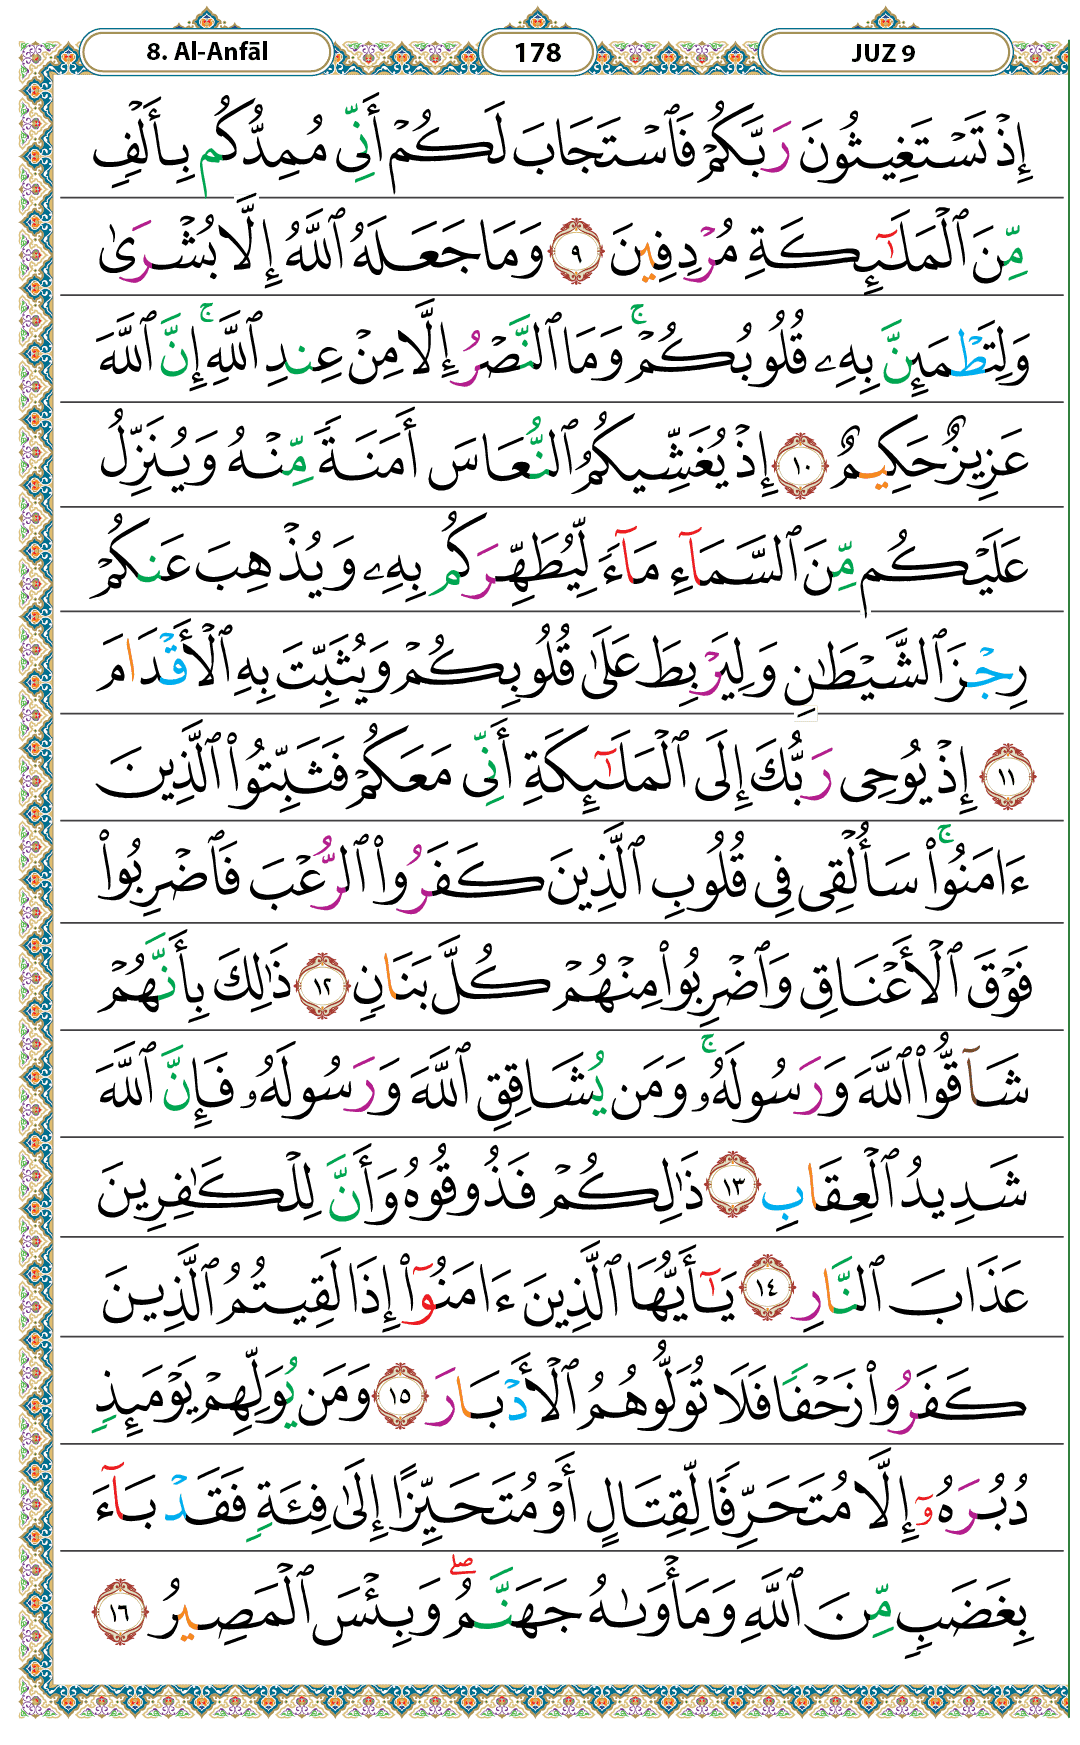 8. Al-Anfāl 178 JUZ 9
إِذْ تَسْتَغِيثُونَ رَبَّكُمْ فَٱسْتَجَابَ لَكُمْ أَنِّى مُمِدُّكُم بِأَلْفٍ
مِّنَ ٱلْمَلَـٰٓئِكَةِ مُرْدِفِينَ ٩ وَمَا جَعَلَهُ ٱللَّهُ إِلَّا بُشْرَىٰ
وَلِتَطْمَئِنَّ بِهِۦ قُلُوبُكُمْ ۚ وَمَا ٱلنَّصْرُ إِلَّا مِنْ عِندِ ٱللَّهِ ۚ إِنَّ ٱللَّهَ
عَزِيزٌ حَكِيمٌ ١٠ إِذْ يُغَشِّيكُمُ ٱلنُّعَاسَ أَمَنَةً مِّنْهُ وَيُنَزِّلُ
عَلَيْكُم مِّنَ ٱلسَّمَآءِ مَآءً لِّيُطَهِّرَكُم بِهِۦ وَيُذْهِبَ عَنكُمْ
رِجْزَ ٱلشَّيْطَـٰنِ وَلِيَرْبِطَ عَلَىٰ قُلُوبِكُمْ وَيُثَبِّتَ بِهِ ٱلْأَقْدَامَ
١١ إِذْ يُوحِى رَبُّكَ إِلَى ٱلْمَلَـٰٓئِكَةِ أَنِّى مَعَكُمْ فَثَبِّتُوا۟ ٱلَّذِينَ
ءَامَنُوا۟ ۚ سَأُلْقِى فِى قُلُوبِ ٱلَّذِينَ كَفَرُوا۟ ٱلرُّعْبَ فَٱضْرِبُوا۟
فَوْقَ ٱلْأَعْنَاقِ وَٱضْرِبُوا۟ مِنْهُمْ كُلَّ بَنَانٍ ١٢ ذَٰلِكَ بِأَنَّهُمْ
شَآقُّوا۟ ٱللَّهَ وَرَسُولَهُۥ ۚ وَمَن يُشَاقِقِ ٱللَّهَ وَرَسُولَهُۥ فَإِنَّ ٱللَّهَ
شَدِيدُ ٱلْعِقَابِ ١٣ ذَٰلِكُمْ فَذُوقُوهُ وَأَنَّ لِلْكَـٰفِرِينَ
عَذَابَ ٱلنَّارِ ١٤ يَـٰٓأَيُّهَا ٱلَّذِينَ ءَامَنُوٓا۟ إِذَا لَقِيتُمُ ٱلَّذِينَ
كَفَرُوا۟ زَحْفًا فَلَا تُوَلُّوهُمُ ٱلْأَدْبَارَ ١٥ وَمَن يُوَلِّهِمْ يَوْمَئِذٍ
دُبُرَهُۥٓ إِلَّا مُتَحَرِّفًا لِّقِتَالٍ أَوْ مُتَحَيِّزًا إِلَىٰ فِئَةٍ فَقَدْ بَآءَ
بِغَضَبٍ مِّنَ ٱللَّهِ وَمَأْوَىٰهُ جَهَنَّمُ ۖ وَبِئْسَ ٱلْمَصِيرُ ١٦